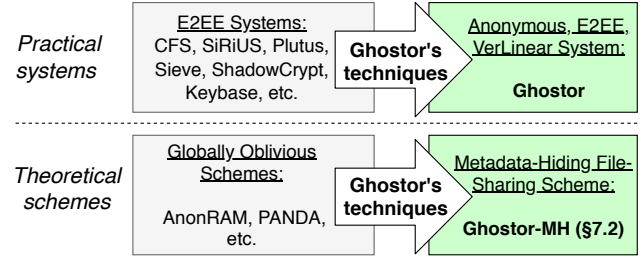 Practical
systems
E2EE Systems:
CFS, SiRiUS, Plutus,
Sieve, ShadowCrypt,
Keybase, etc.
Ghostor's
techniques
Anonymous, E2EE,
VerLinear System:
Ghostor
Theoretical
schemes
Globally Oblivious
Schemes:
AnonRAM, PANDA,
etc.
Ghostor's
techniques
Metadata-Hiding File-
Sharing Scheme:
Ghostor-MH (§7.2)